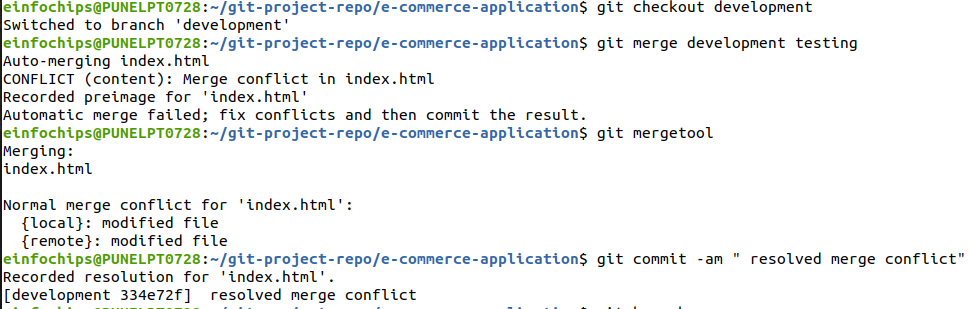 einfochips@PUNELPT0728:~/git-project-repo/e-commerce-application$ git checkout development
Switched to branch 'development'
einfochips@PUNELPT0728:~/git-project-repo/e-commerce-application$ git merge development testing
Auto-merging index.html
CONFLICT (content): Merge conflict in index.html
Recorded preimage for 'index.html'
Automatic merge failed; fix conflicts and then commit the result.
einfochips@PUNELPT0728:~/git-project-repo/e-commerce-application$ git mergetool
Merging:
index.html

Normal merge conflict for 'index.html':
  {local}: modified file
  {remote}: modified file
einfochips@PUNELPT0728:~/git-project-repo/e-commerce-application$ git commit -am " resolved merge conflict"
Recorded resolution for 'index.html'.
[development 334e72f]  resolved merge conflict